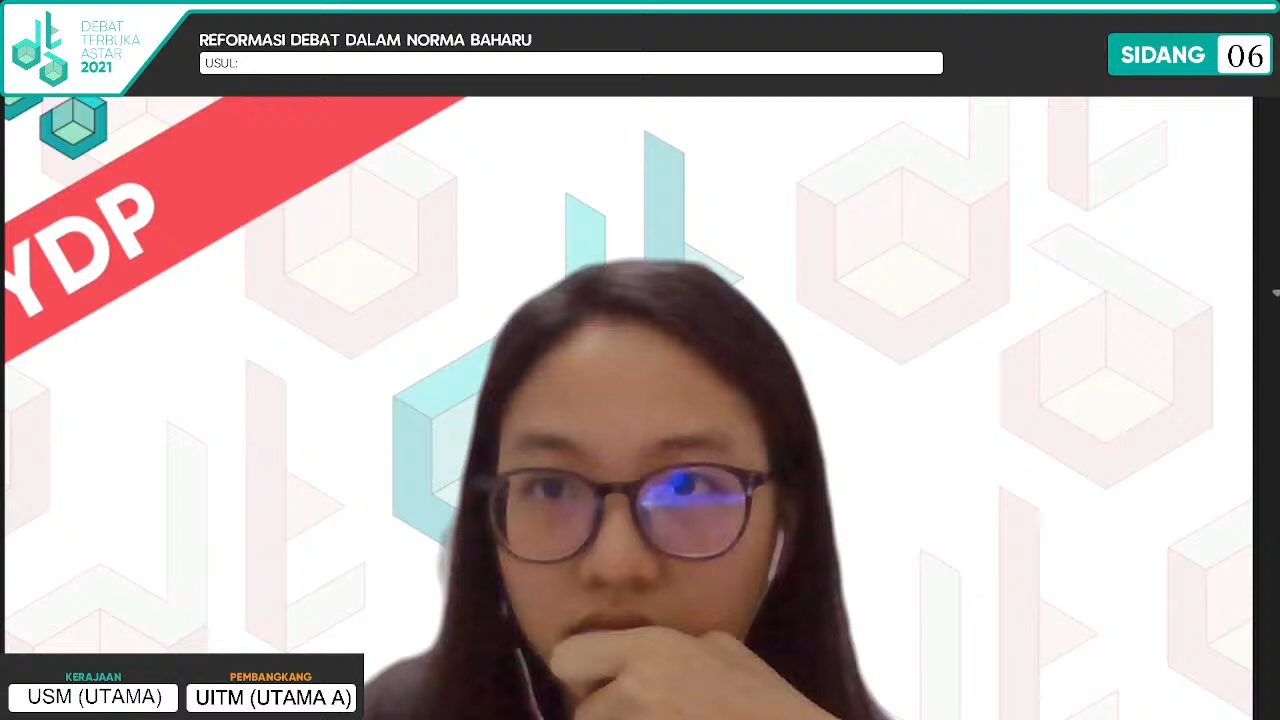 DEBAT
TERBUKA
ASTAR
2021
REFORMASI DEBAT DALAM NORMA BAHARU
USUL:
SIDANG 06
YDP
KERAJAAN
USM (UTAMA)
PEMBANGKANG
UITM (UTAMA A)